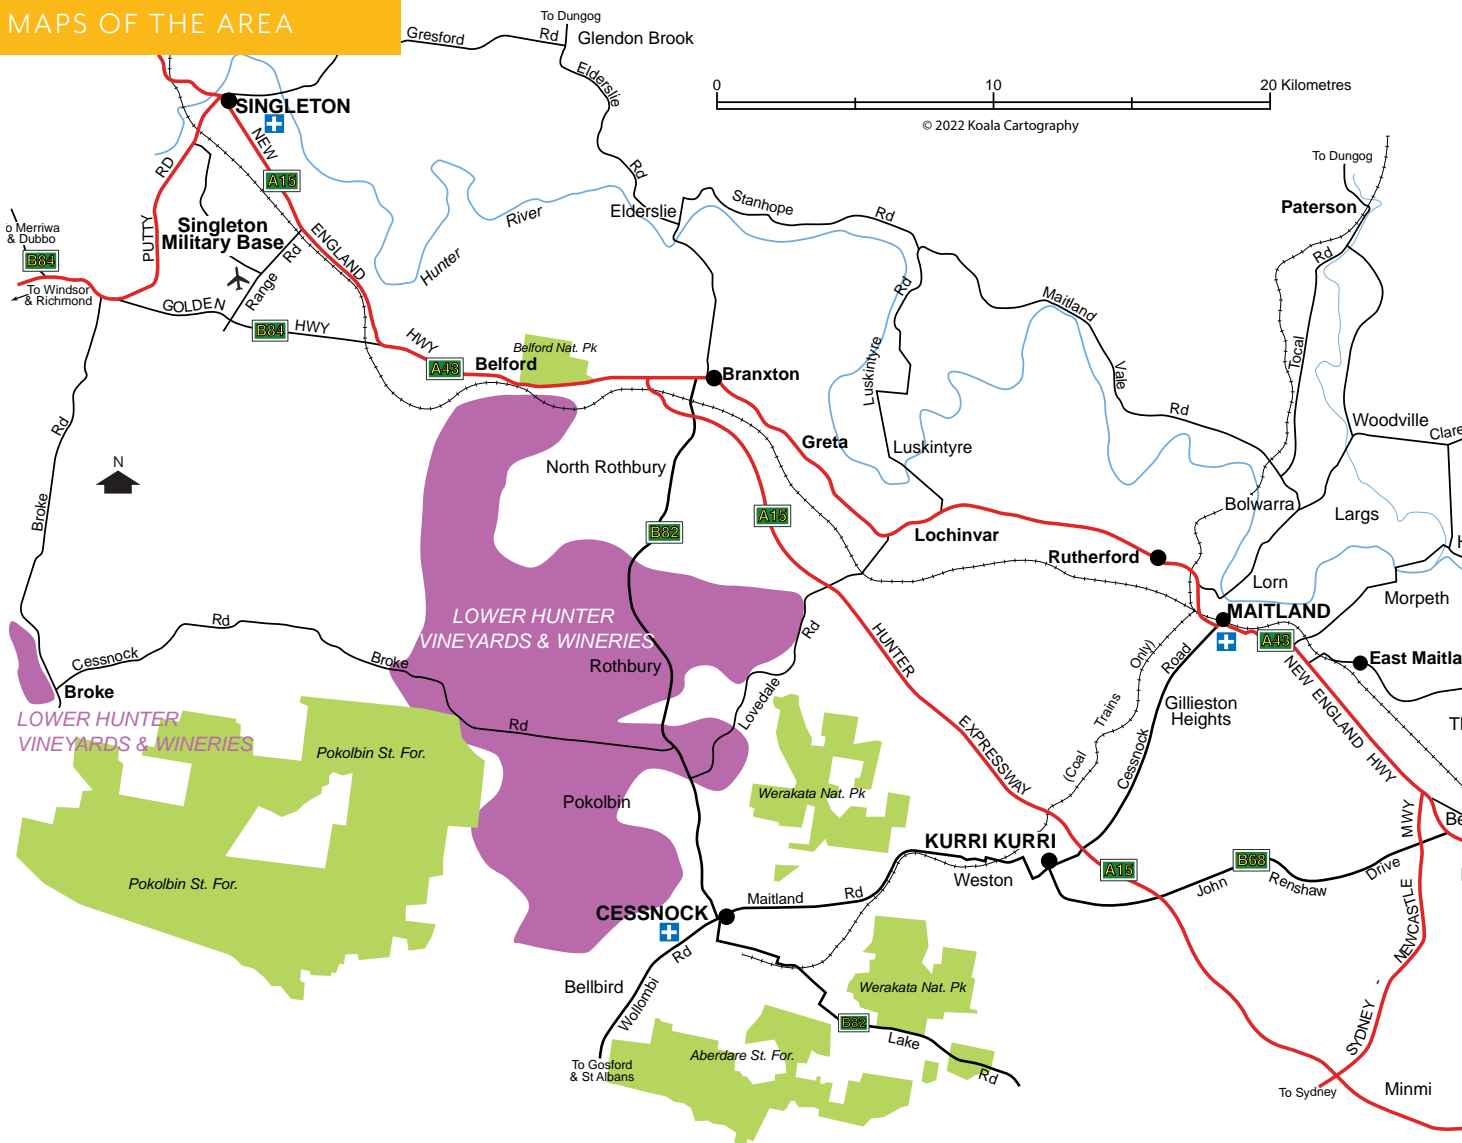 MAPS OF THE AREA
To Dungog
Gresford
Rd
Glendon Brook
Elderslie
Rd
0
10
20 Kilometres
© 2022 Koala Cartography
SINGLETON
NEW
A15
ENGLAND
HWY
RD
PUTTY
To Dungog
Paterson
Rd
Tocal
Singleton
Military Base
Range
Rd
Hunter
River
Elderslie
Stanhope
Rd
Maitland
Vale
Rd
Luskintyre
Rd
o Merriwa
& Dubbo
B84
To Windsor
& Richmond
GOLDEN
HWY
B84
A43
Belford
Belford Nat. Pk
Branxton
Greta
Luskintyre
Woodville
Clare
Bolwarra
Largs
N
Rd
Broke
North Rothbury
B82
A15
Lochinvar
Rutherford
Lorn
Morpeth
H
MAITLAND
A43
East Maitla
LOWER HUNTER
VINEYARDS & WINERIES
Rothbury
Rd
Lovedale
HUNTER
EXPRESSWAY
NEW ENGLAND HWY
Cessnock
Rd
Broke
Rd
Broke
LOWER HUNTER
VINEYARDS & WINERIES
Pokolbin St. For.
Pokolbin St. For.
Pokolbin
Werakata Nat. Pk
(Coal
Trains
Only)
Cessnock
Road
Gillieston
Heights
Th
Be
KURRI KURRI
Weston
A15
John
Renshaw
Drive
B68
CESSNOCK
Maitland
Rd
Bellbird
Wollombi
Rd
To Gosford
& St Albans
Werakata Nat. Pk
B82
Lake
Rd
Aberdare St. For.
SYDNEY - NEWCASTLE MWY
To Sydney
Minmi